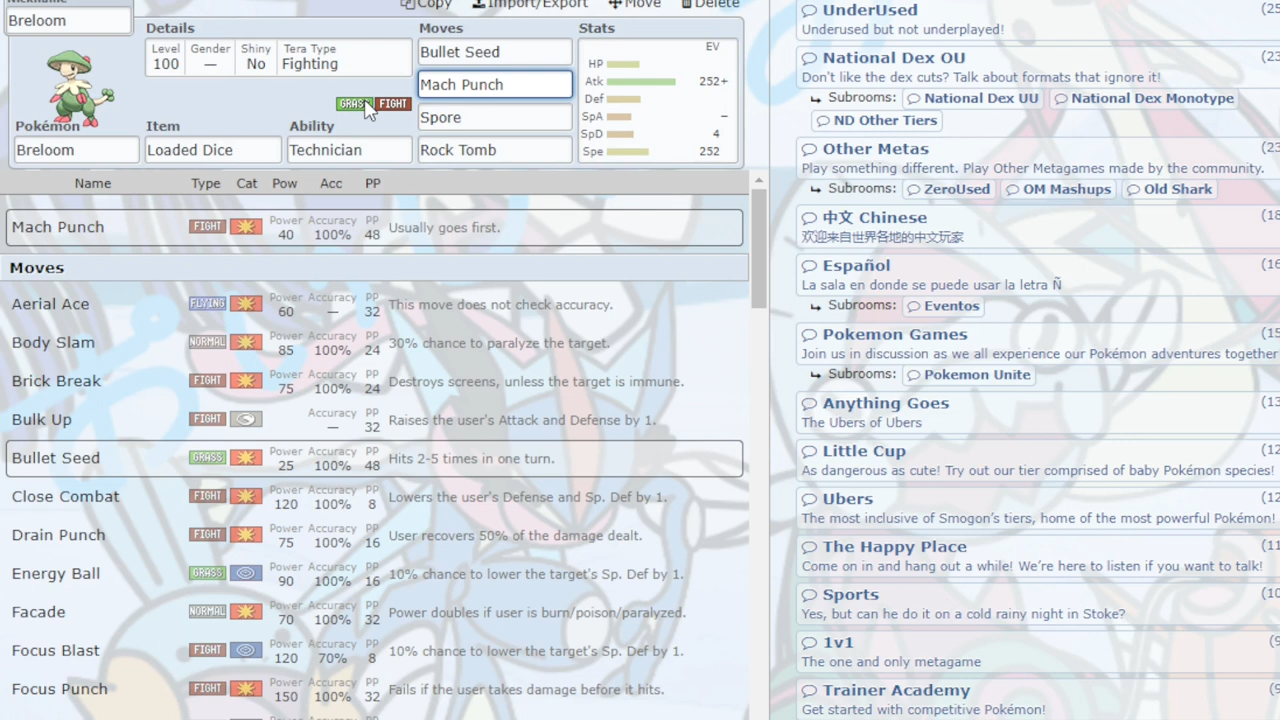 Nickname
Breloom
Copy Import/Export Move Delete
Details
Level Gender Shiny Tera Type
100 — No Fighting
GRASS FIGHT
Pokémon Item Ability
Breloom Loaded Dice Technician
Moves
Bullet Seed
Mach Punch
Spore
Rock Tomb
Stats
EV
HP
Atk 252+
Def
SpA –
SpD 4
Spe 252
Name Type Cat Pow Acc PP
Mach Punch FIGHT Power 40 Accuracy 100% PP 48 Usually goes first.
Moves
Aerial Ace FLYING Power 60 Accuracy — PP 32 This move does not check accuracy.
Body Slam NORMAL Power 85 Accuracy 100% PP 24 30% chance to paralyze the target.
Brick Break FIGHT Power 75 Accuracy 100% PP 24 Destroys screens, unless the target is immune.
Bulk Up FIGHT Accuracy — PP 32 Raises the user's Attack and Defense by 1.
Bullet Seed GRASS Power 25 Accuracy 100% PP 48 Hits 2-5 times in one turn.
Close Combat FIGHT Power 120 Accuracy 100% PP 8 Lowers the user's Defense and Sp. Def by 1.
Drain Punch FIGHT Power 75 Accuracy 100% PP 16 User recovers 50% of the damage dealt.
Energy Ball GRASS Power 90 Accuracy 100% PP 16 10% chance to lower the target's Sp. Def by 1.
Facade NORMAL Power 70 Accuracy 100% PP 32 Power doubles if user is burn/poison/paralyzed.
Focus Blast FIGHT Power 120 Accuracy 70% PP 8 10% chance to lower the target's Sp. Def by 1.
Focus Punch FIGHT Power 150 Accuracy 100% PP 32 Fails if the user takes damage before it hits.
Power Accuracy PP
UnderUsed (25
Underused but not underplayed!
National Dex OU (23
Don't like the dex cuts? Talk about formats that ignore it!
Subrooms: National Dex UU National Dex Monotype
ND Other Tiers
Other Metas (23
Play something different. Play Other Metagames made by the community.
Subrooms: ZeroUsed OM Mashups Old Shark
中文 Chinese (18
欢迎来自世界各地的中文玩家
Español (16
La sala en donde se puede usar la letra Ñ
Subrooms: Eventos
Pokemon Games (15
Join us in discussion as we all experience our Pokémon adventures together
Subrooms: Pokemon Unite
Anything Goes (13
The Ubers of Ubers
Little Cup (12
As dangerous as cute! Try out our tier comprised of baby Pokémon species!
Ubers (12
The most inclusive of Smogon's tiers, home of the most powerful Pokémon!
The Happy Place (11
Come on in and hang out a while! We're here to listen if you want to talk!
Sports (10
Yes, but can he do it on a cold rainy night in Stoke?
1v1 (9
The one and only metagame
Trainer Academy (9
Get started with competitive Pokémon!